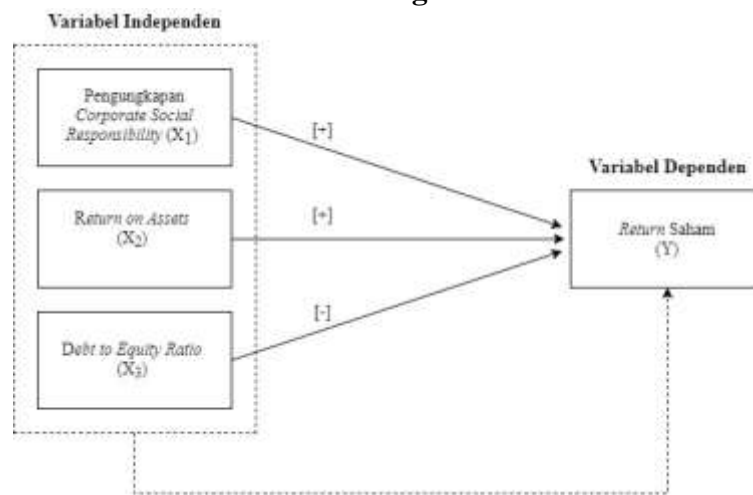 Variabel Independen
Pengungkapan
Corporate Social
Responsibility (X1)
[+]
Variabel Dependen
Return on Assets
(X2)
[+]
Return Saham
(Y)
[-]
Debt to Equity Ratio
(X3)